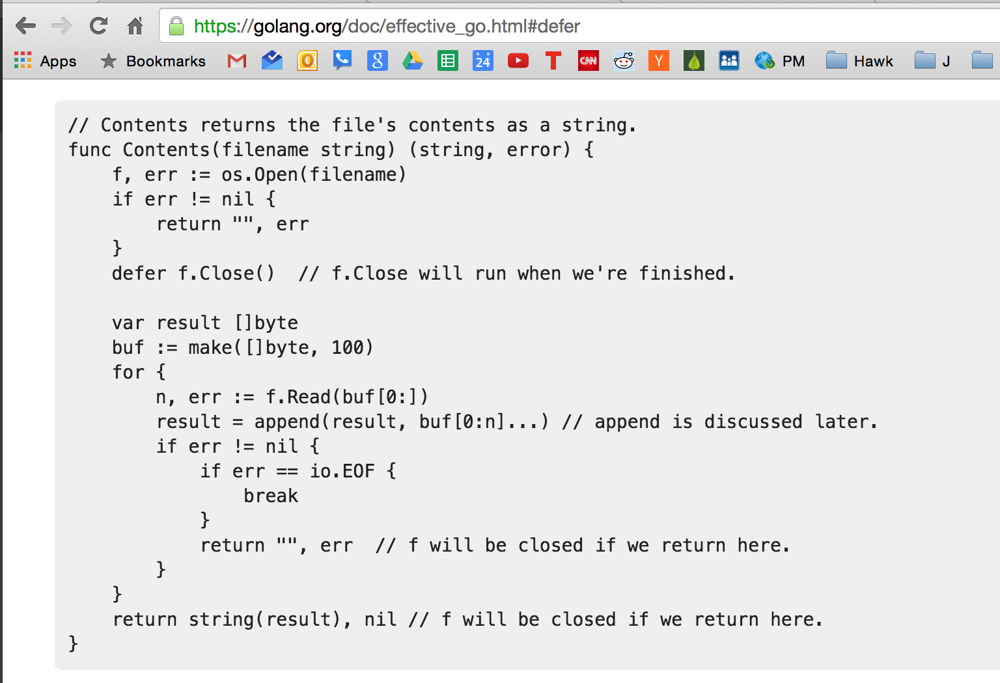 https://golang.org/doc/effective_go.html#defer
Apps Bookmarks 8 24 T CNN Y PM Hawk J
// Contents returns the file's contents as a string.
func Contents(filename string) (string, error) {
    f, err := os.Open(filename)
    if err != nil {
        return "", err
    }
    defer f.Close()  // f.Close will run when we're finished.

    var result []byte
    buf := make([]byte, 100)
    for {
        n, err := f.Read(buf[0:])
        result = append(result, buf[0:n]...) // append is discussed later.
        if err != nil {
            if err == io.EOF {
                break
            }
            return "", err  // f will be closed if we return here.
        }
    }
    return string(result), nil // f will be closed if we return here.
}